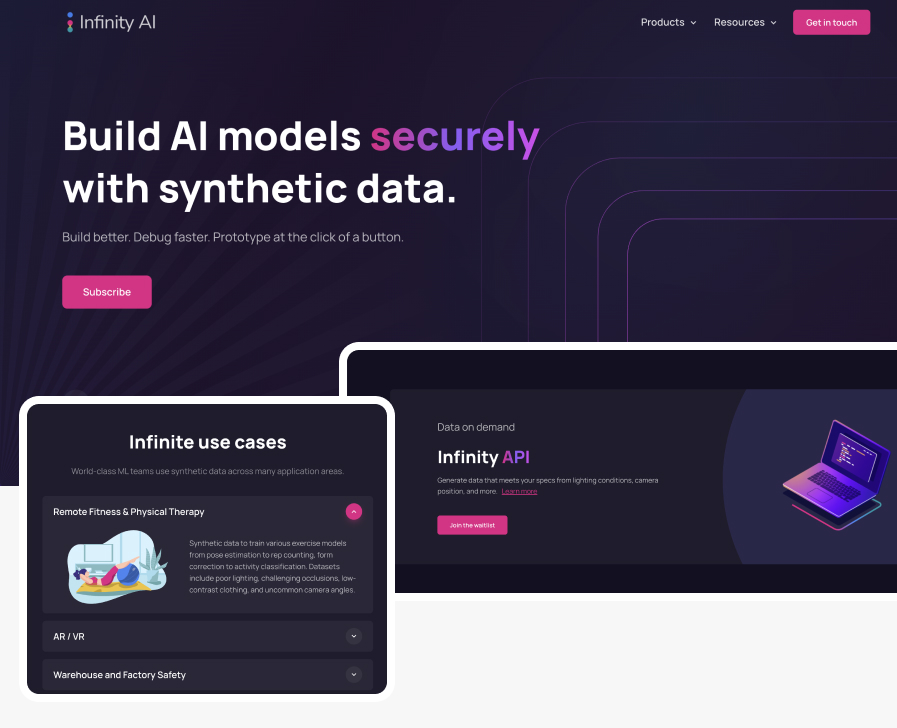 Infinity AI
Products
Resources
Get in touch
Build AI models securely
with synthetic data.
Build better. Debug faster. Prototype at the click of a button.
Subscribe
Infinite use cases
World-class ML teams use synthetic data across many application areas.
Remote Fitness & Physical Therapy
Synthetic data to train various exercise models
from pose estimation to rep counting, form
correction to activity classification. Datasets
include poor lighting, challenging occlusions, low-
contrast clothing, and uncommon camera angles.
AR / VR
Warehouse and Factory Safety
Data on demand
Infinity API
Generate data that meets your specs from lighting conditions, camera
position, and more. Learn more
Join the waitlist